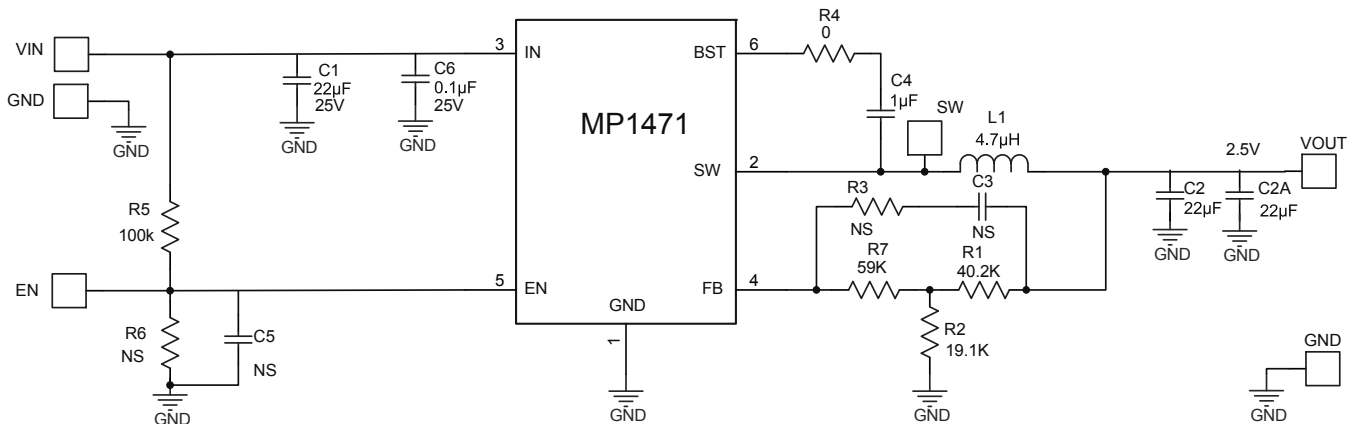 VIN
GND
GND
3
IN
C1
22µF
25V
GND
C6
0.1µF
25V
GND
MP1471
BST
6
R4
0
C4
1µF
SW
L1
4.7µH
SW
2
2.5V
VOUT
C2
22µF
GND
C2A
22µF
GND
R3
NS
C3
NS
R7
59K
R1
40.2K
FB
4
R2
19.1K
GND
R5
100k
EN
5
EN
R6
NS
C5
NS
GND
GND
1
GND
GND
GND